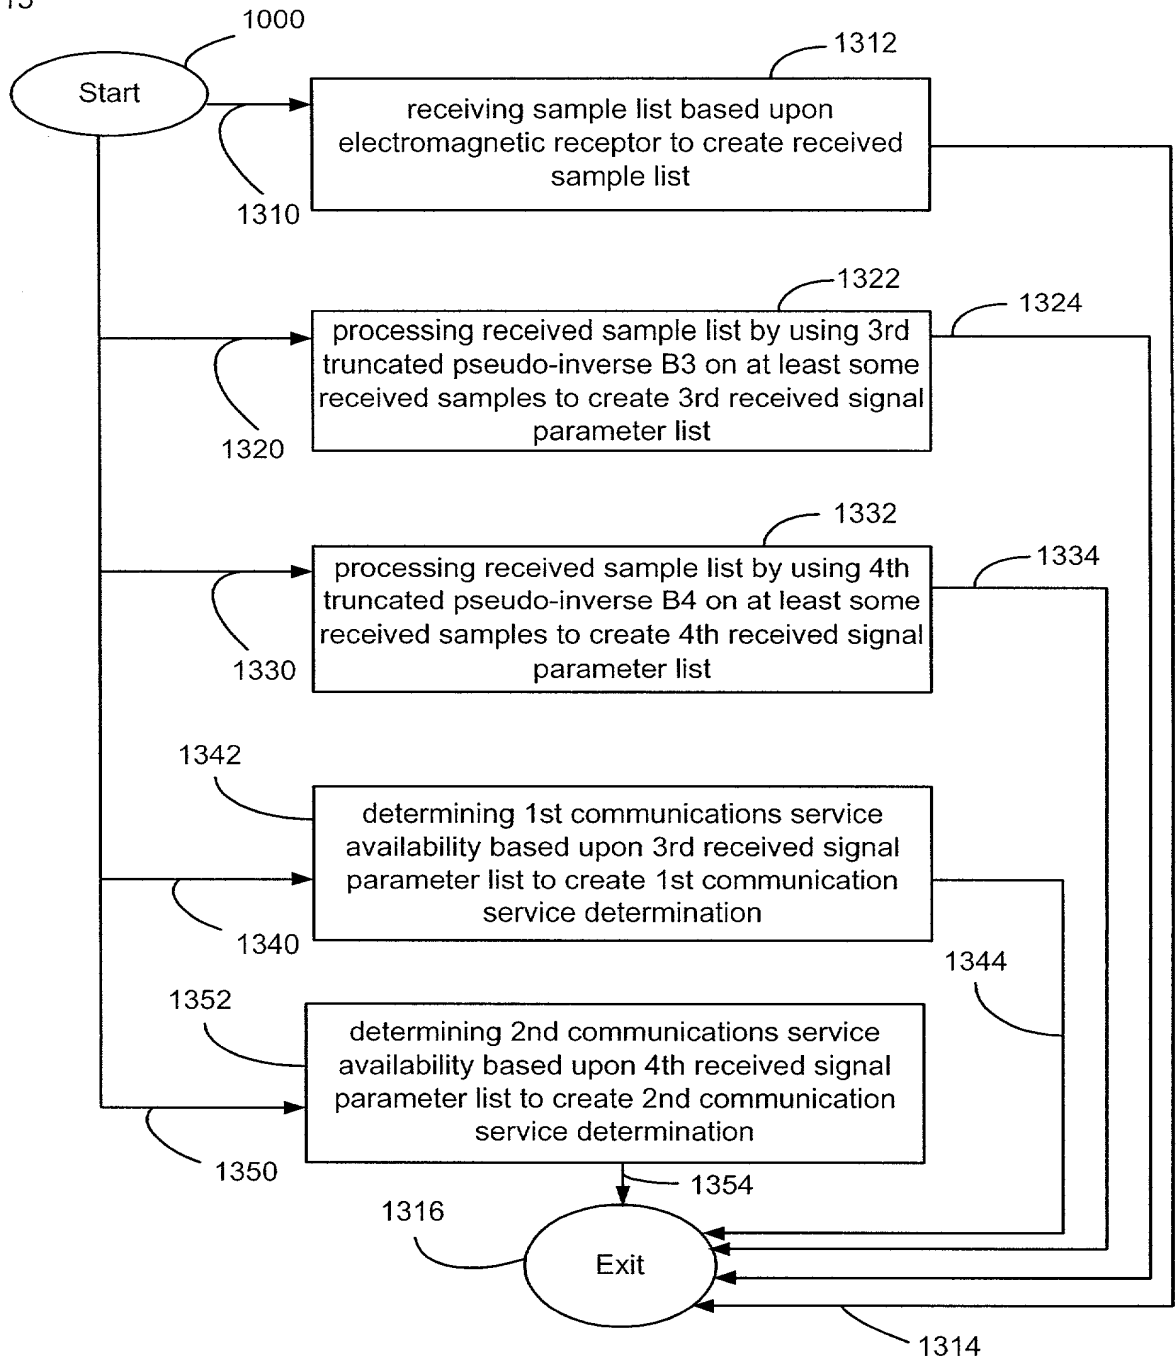 1000
Start
1312
receiving sample list based upon
electromagnetic receptor to create received
sample list
1310
1322
1324
processing received sample list by using 3rd
truncated pseudo-inverse B3 on at least some
received samples to create 3rd received signal
parameter list
1320
1332
1334
processing received sample list by using 4th
truncated pseudo-inverse B4 on at least some
received samples to create 4th received signal
parameter list
1330
1342
determining 1st communications service
availability based upon 3rd received signal
parameter list to create 1st communication
service determination
1340
1344
1352
determining 2nd communications service
availability based upon 4th received signal
parameter list to create 2nd communication
service determination
1350
1354
1316
Exit
1314